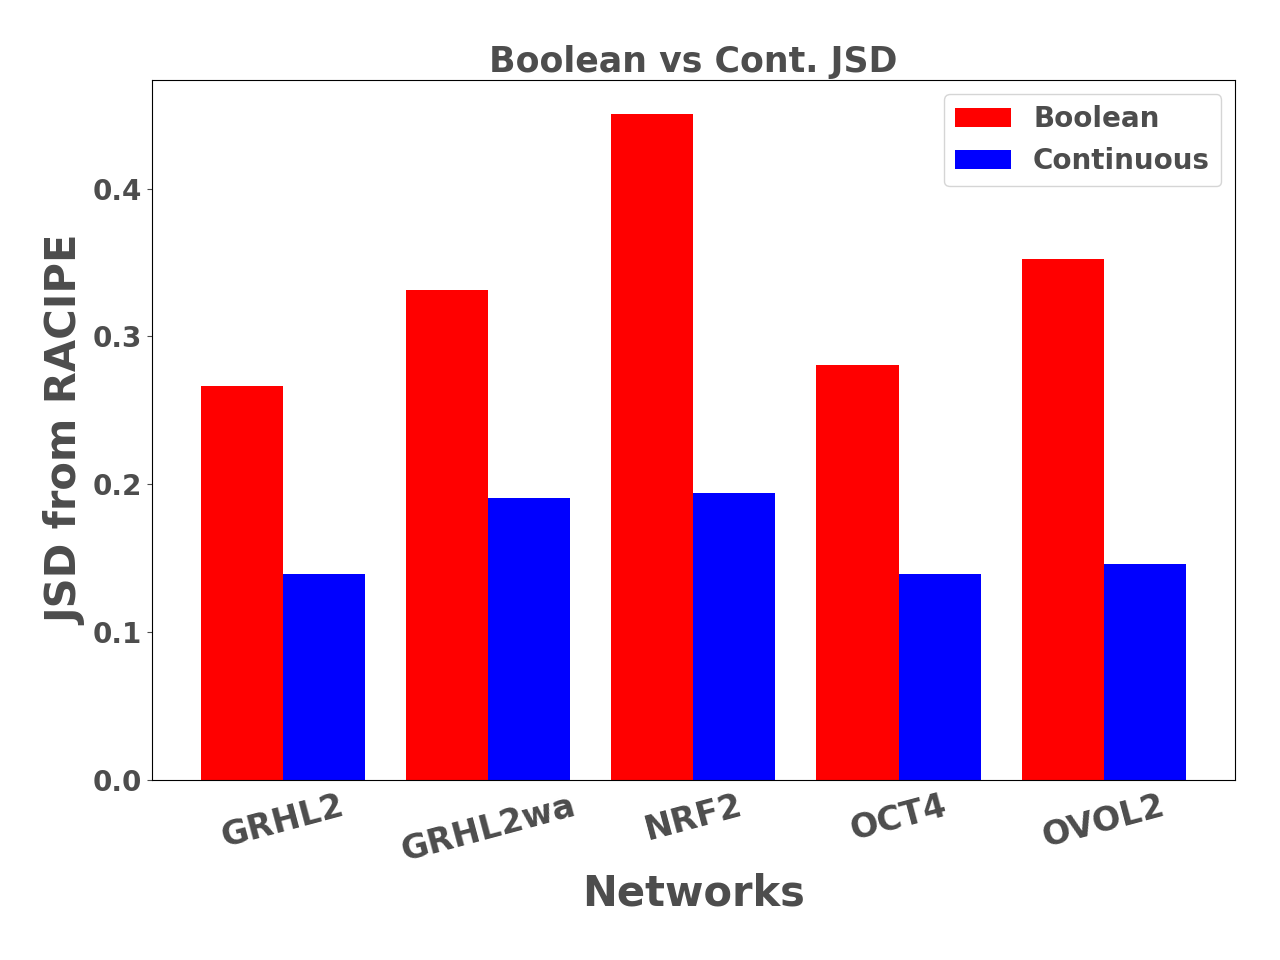 Boolean vs Cont. JSD
Boolean
Continuous
JSD from RACIPE
0.4
0.3
0.2
0.1
0.0
GRHL2
GRHL2wa
NRF2
OCT4
OVOL2
Networks